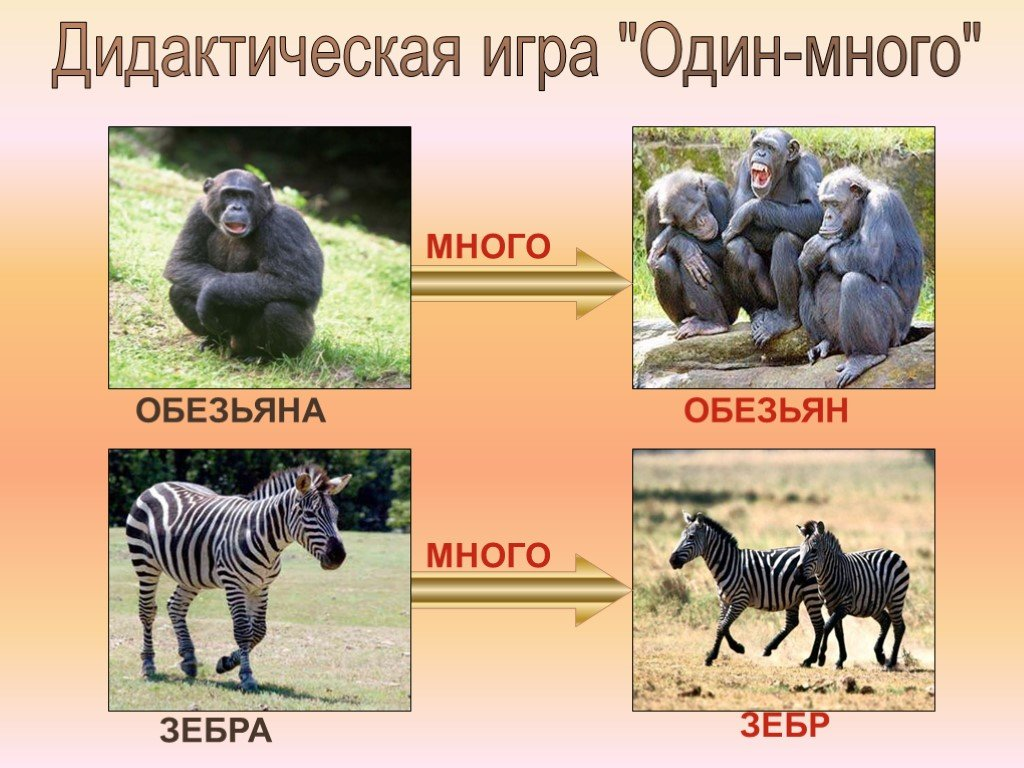 Дидактическая игра "Один-много"
МНОГО
ОБЕЗЬЯНА
ОБЕЗЬЯН
МНОГО
ЗЕБРА
ЗЕБР